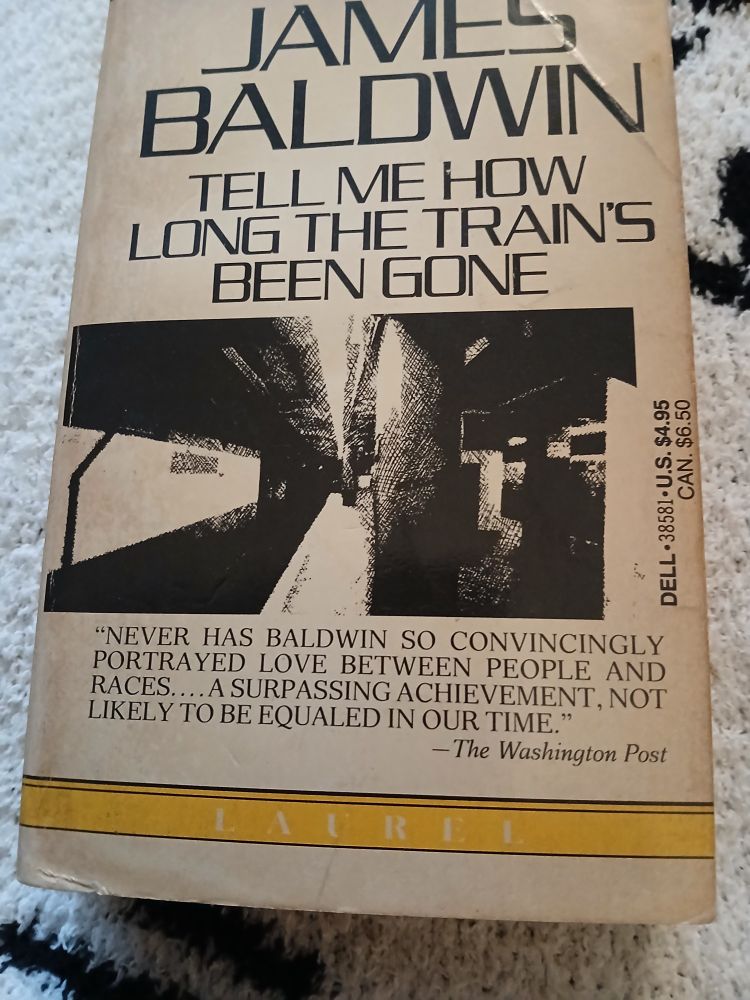 JAMES
BALDWIN
TELL ME HOW
LONG THE TRAIN'S
BEEN GONE
DELL • 38581 • U.S. $4.95
CAN. $6.50
“NEVER HAS BALDWIN SO CONVINCINGLY
PORTRAYED LOVE BETWEEN PEOPLE AND
RACES....A SURPASSING ACHIEVEMENT, NOT
LIKELY TO BE EQUALED IN OUR TIME.”
—The Washington Post
LAUREL